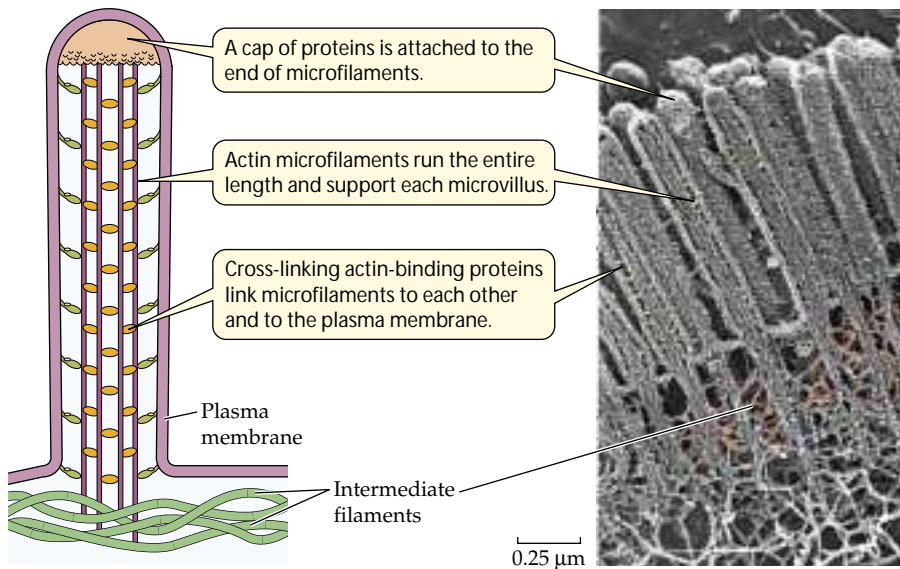 A cap of proteins is attached to the
end of microfilaments.
Actin microfilaments run the entire
length and support each microvillus.
Cross-linking actin-binding proteins
link microfilaments to each other
and to the plasma membrane.
Plasma
membrane
Intermediate
filaments
0.25 µm